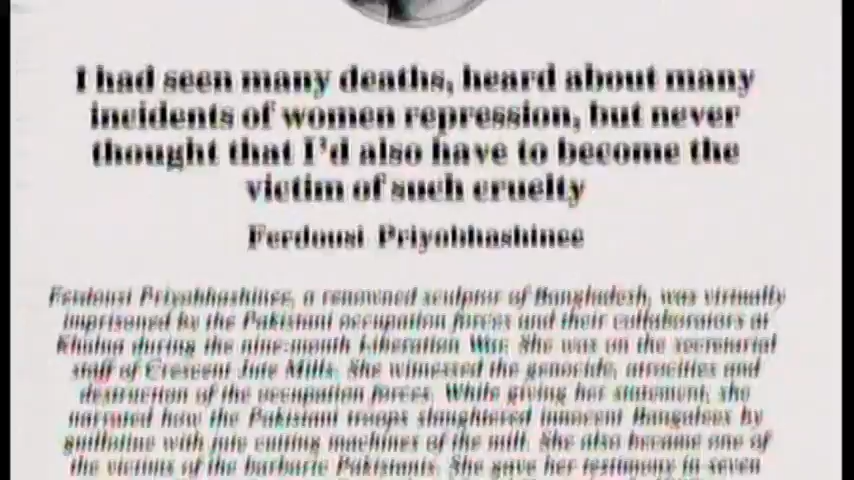 I had seen many deaths, heard about many
incidents of women repression, but never
thought that I'd also have to become the
victim of such cruelty
Ferdousi Priyobhashinee
Ferdousi Priyobhashinee, a renowned sculptor of Bangladesh, was virtually
imprisoned by the Pakistani occupation forces and their collaborators at
Khulna during the nine-month Liberation War. She was on the secretarial
staff of Crescent Jute Mills. She witnessed the genocide, atrocities and
destruction of the occupation forces. While giving her statement, she
narrated how the Pakistani troops slaughtered innocent Bangalees by
guillotine with jute cutting machines of the mill. She also became one of
the victims of the barbaric Pakistanis. She gave her testimony in seven